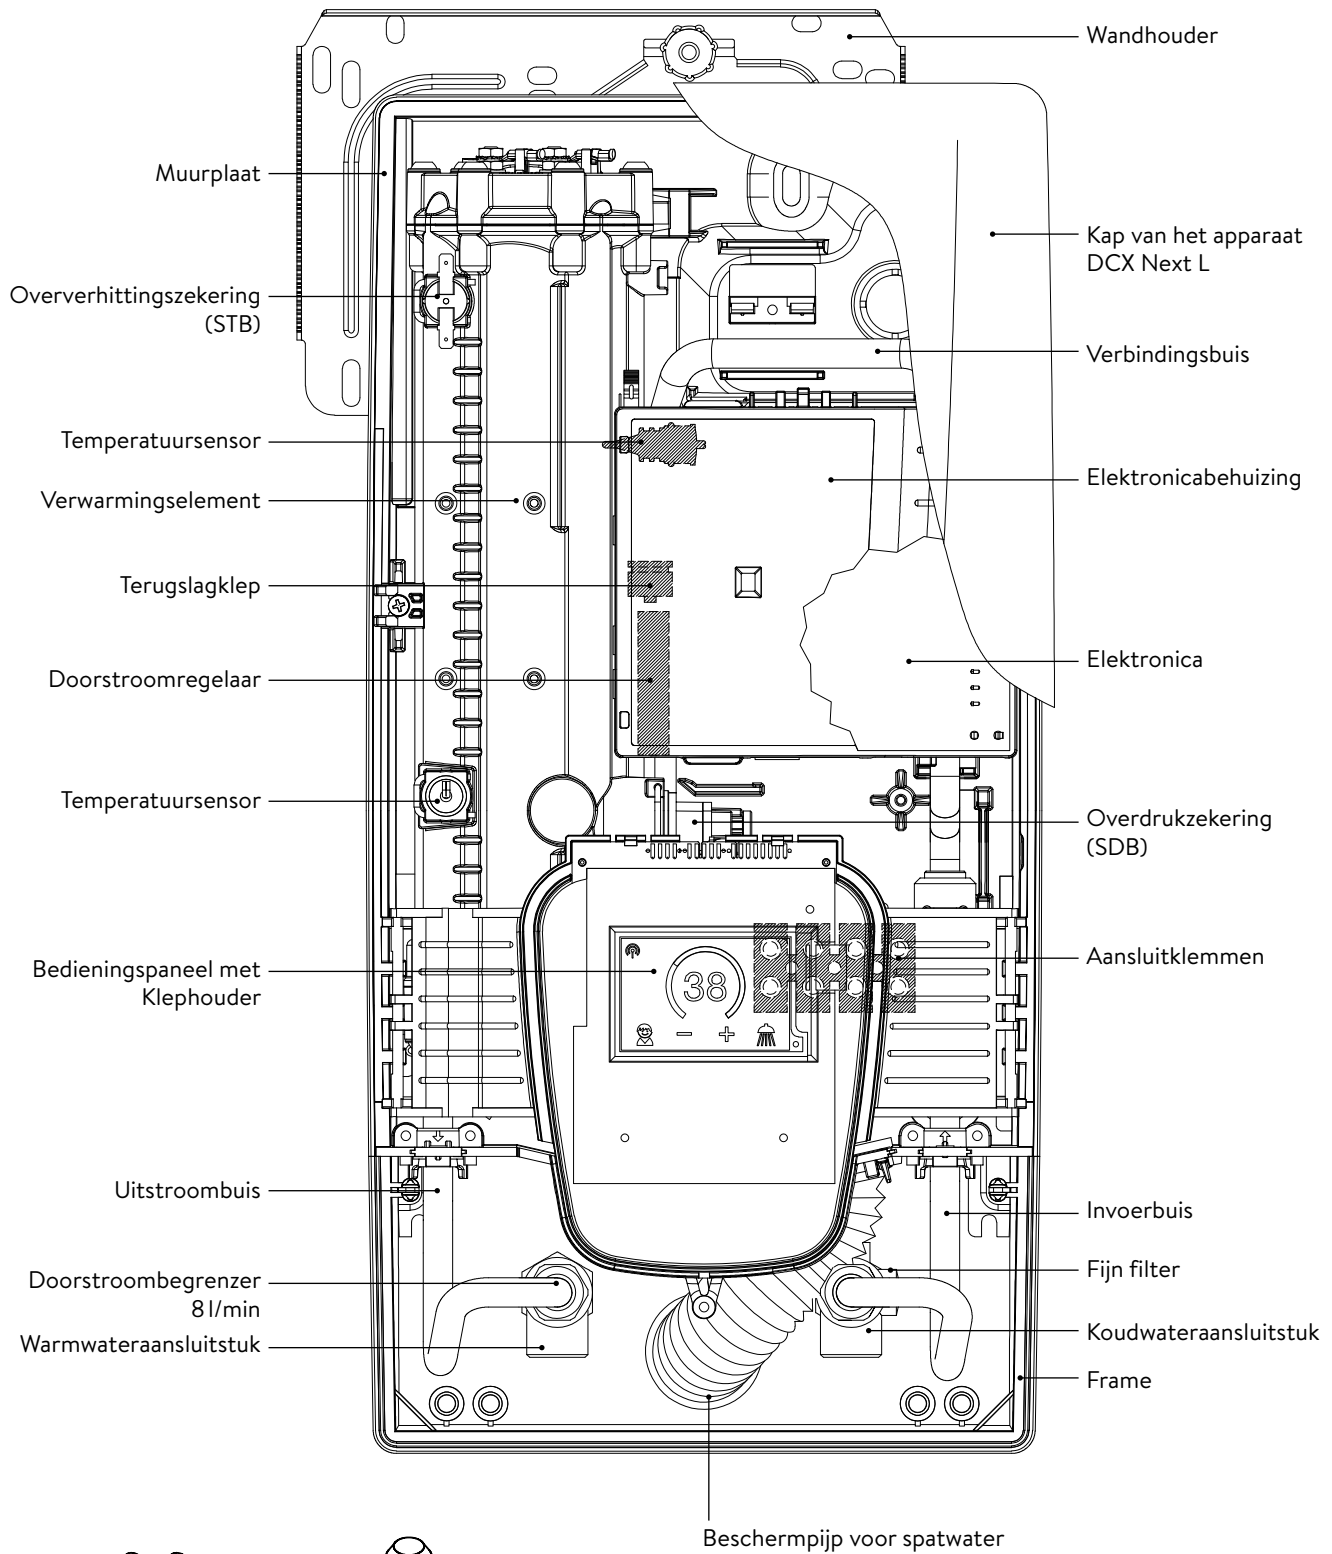 Wandhouder
Muurplaat
Kap van het apparaat
DCX Next L
Oververhittingszekering
(STB)
Verbindingsbuis
Temperatuursensor
Elektronicabehuizing
Verwarmingselement
Terugslagklep
Elektronica
Doorstroomregelaar
Temperatuursensor
Overdrukzekering
(SDB)
Aansluitklemmen
Bedieningspaneel met
Klephouder
38
− +
Uitstroombuis
Invoerbuis
Fijn filter
Doorstroombegrenzer
8 l/min
Koudwateraansluitstuk
Warmwateraansluitstuk
Frame
Beschermpijp voor spatwater